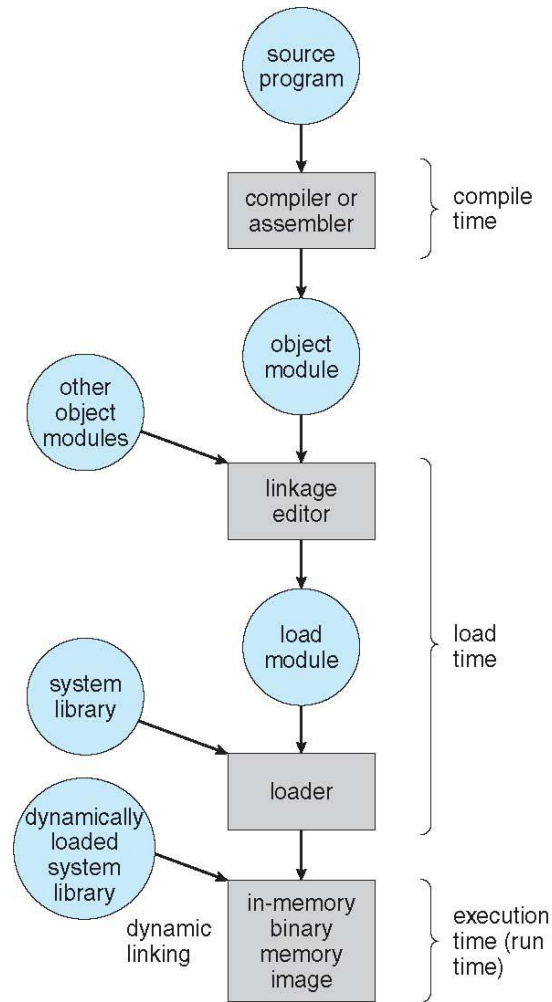 source
program
compiler or
assembler
compile
time
object
module
other
object
modules
linkage
editor
load
module
load
time
system
library
loader
dynamically
loaded
system
library
dynamic
linking
in-memory
binary
memory
image
execution
time (run
time)